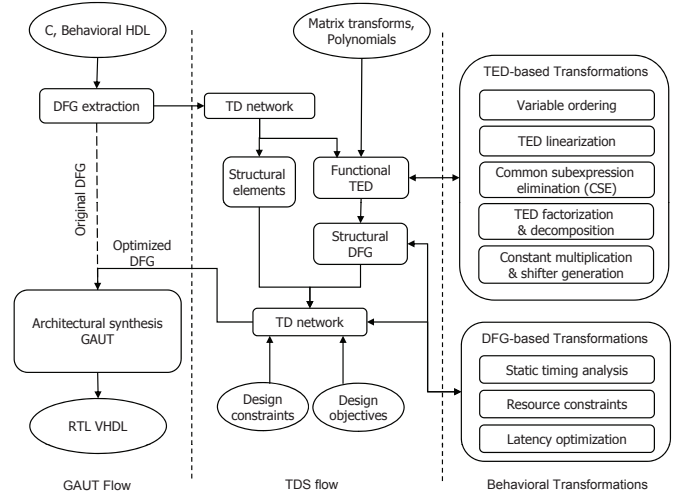 C, Behavioral HDL
DFG extraction
Original DFG
Optimized
DFG
Architectural synthesis
GAUT
RTL VHDL
GAUT Flow
Matrix transforms,
Polynomials
TD network
Structural
elements
Functional
TED
Structural
DFG
TD network
Design
constraints
Design
objectives
TDS flow
TED-based Transformations
Variable ordering
TED linearization
Common subexpression
elimination (CSE)
TED factorization
& decomposition
Constant multiplication
& shifter generation
DFG-based Transformations
Static timing analysis
Resource constraints
Latency optimization
Behavioral Transformations